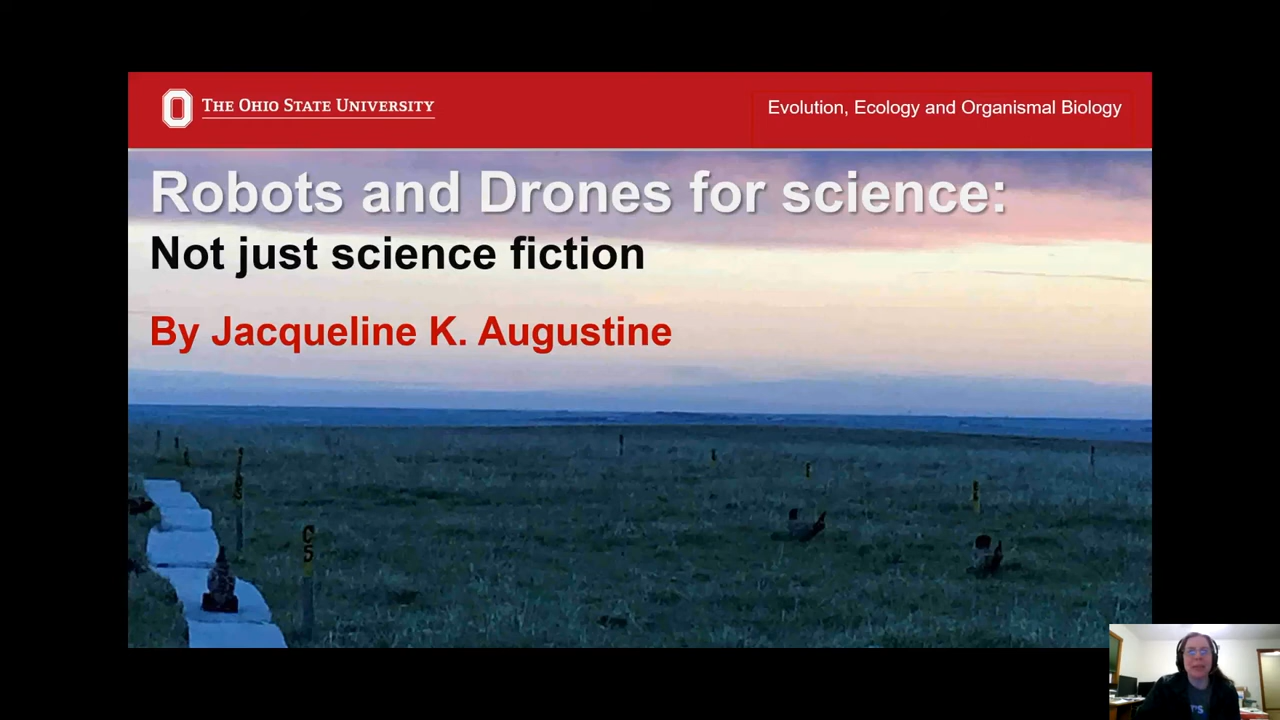 THE OHIO STATE UNIVERSITY
Evolution, Ecology and Organismal Biology
Robots and Drones for science:
Not just science fiction
By Jacqueline K. Augustine
C
5